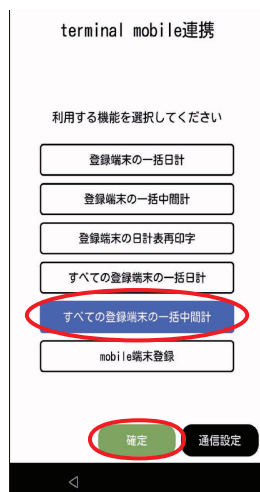 terminal mobile連携
利用する機能を選択してください
登録端末の一括日計
登録端末の一括中間計
登録端末の日計表再印字
すべての登録端末の一括日計
すべての登録端末の一括中間計
mobile端末登録
確定 通信設定